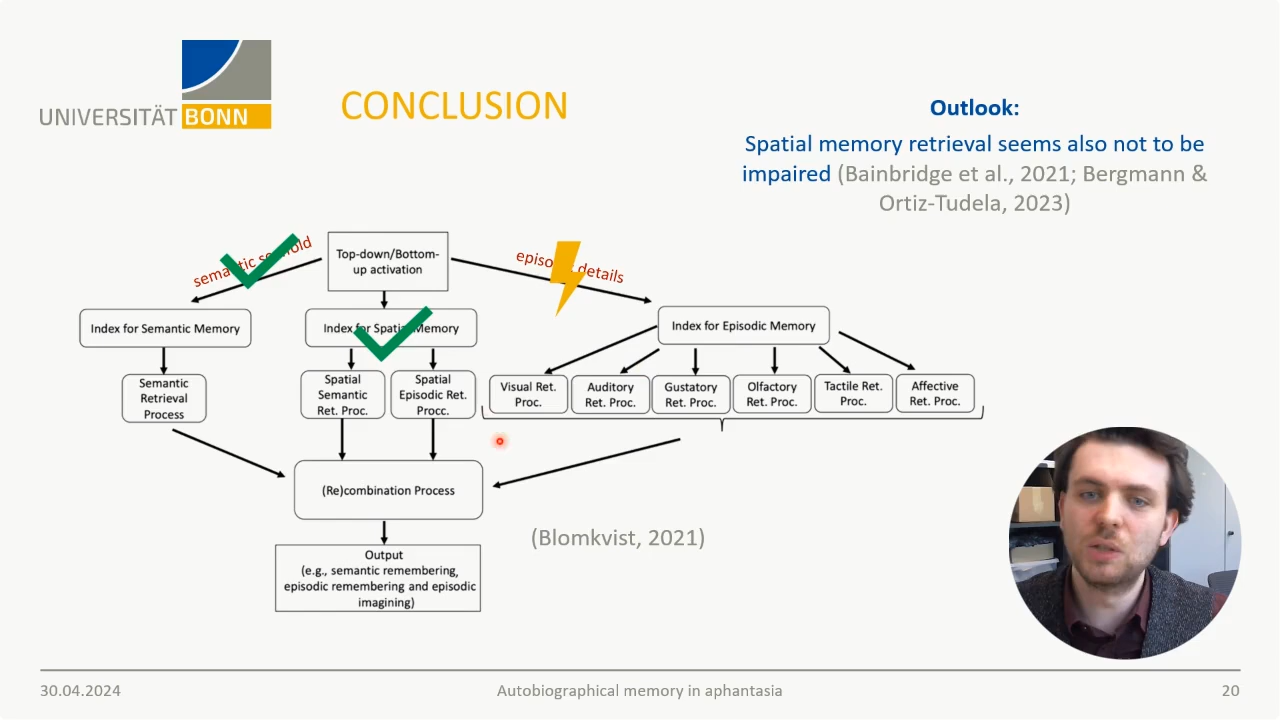 UNIVERSITÄT BONN
CONCLUSION
Outlook:
Spatial memory retrieval seems also not to be
impaired (Bainbridge et al., 2021; Bergmann &
Ortiz-Tudela, 2023)
semantic scaffold
Top-down/Bottom-
up activation
episodic details
Index for Semantic Memory
Index for Spatial Memory
Index for Episodic Memory
Semantic
Retrieval
Process
Spatial
Semantic
Ret. Proc.
Spatial
Episodic Ret.
Procc.
Visual Ret.
Proc.
Auditory
Ret. Proc.
Gustatory
Ret. Proc.
Olfactory
Ret. Proc.
Tactile Ret.
Proc.
Affective
Ret. Proc.
(Re)combination Process
(Blomkvist, 2021)
Output
(e.g., semantic remembering,
episodic remembering and episodic
imagining)
30.04.2024
Autobiographical memory in aphantasia
20